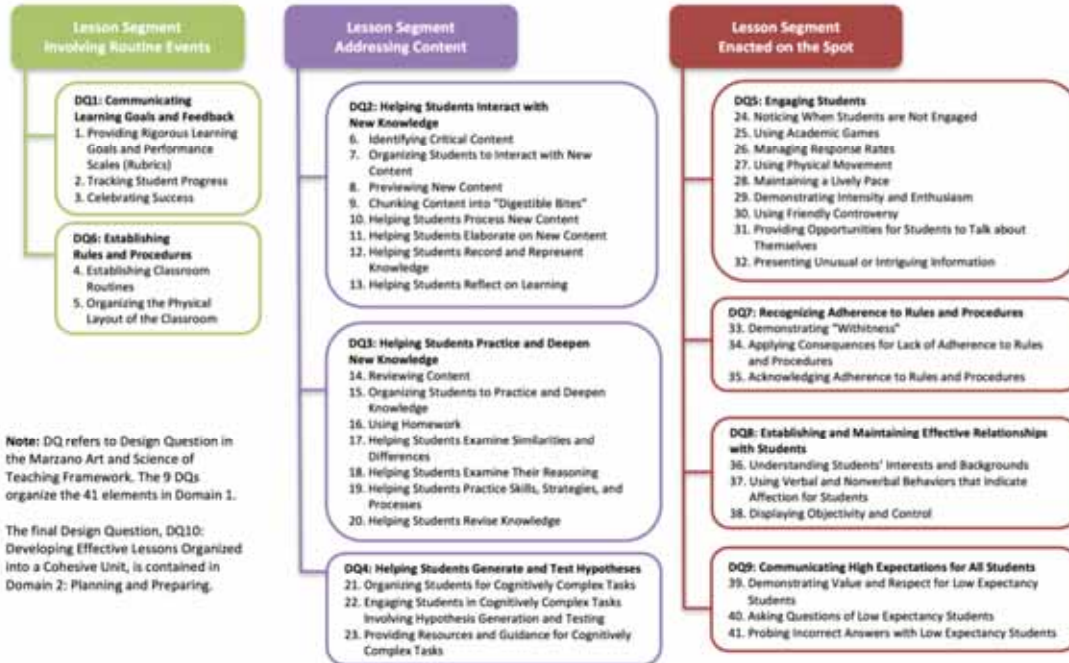 Lesson Segment
Involving Routine Events
DQ1: Communicating
Learning Goals and Feedback
1. Providing Rigorous Learning
Goals and Performance
Scales (Rubrics)
2. Tracking Student Progress
3. Celebrating Success
DQ6: Establishing
Rules and Procedures
4. Establishing Classroom
Routines
5. Organizing the Physical
Layout of the Classroom
Note: DQ refers to Design Question in
the Marzano Art and Science of
Teaching Framework. The 9 DQs
organize the 41 elements in Domain 1.
The final Design Question, DQ10:
Developing Effective Lessons Organized
into a Cohesive Unit, is contained in
Domain 2: Planning and Preparing.
Lesson Segment
Addressing Content
DQ2: Helping Students Interact with
New Knowledge
6. Identifying Critical Content
7. Organizing Students to Interact with New
Content
8. Previewing New Content
9. Chunking Content into "Digestible Bites"
10. Helping Students Process New Content
11. Helping Students Elaborate on New Content
12. Helping Students Record and Represent
Knowledge
13. Helping Students Reflect on Learning
DQ3: Helping Students Practice and Deepen
New Knowledge
14. Reviewing Content
15. Organizing Students to Practice and Deepen
Knowledge
16. Using Homework
17. Helping Students Examine Similarities and
Differences
18. Helping Students Examine Their Reasoning
19. Helping Students Practice Skills, Strategies, and
Processes
20. Helping Students Revise Knowledge
DQ4: Helping Students Generate and Test Hypotheses
21. Organizing Students for Cognitively Complex Tasks
22. Engaging Students in Cognitively Complex Tasks
Involving Hypothesis Generation and Testing
23. Providing Resources and Guidance for Cognitively
Complex Tasks
Lesson Segment
Enacted on the Spot
DQ5: Engaging Students
24. Noticing When Students are Not Engaged
25. Using Academic Games
26. Managing Response Rates
27. Using Physical Movement
28. Maintaining a Lively Pace
29. Demonstrating Intensity and Enthusiasm
30. Using Friendly Controversy
31. Providing Opportunities for Students to Talk about
Themselves
32. Presenting Unusual or Intriguing Information
DQ7: Recognizing Adherence to Rules and Procedures
33. Demonstrating "Withitness"
34. Applying Consequences for Lack of Adherence to Rules
and Procedures
35. Acknowledging Adherence to Rules and Procedures
DQ8: Establishing and Maintaining Effective Relationships
with Students
36. Understanding Students' Interests and Backgrounds
37. Using Verbal and Nonverbal Behaviors that Indicate
Affection for Students
38. Displaying Objectivity and Control
DQ9: Communicating High Expectations for All Students
39. Demonstrating Value and Respect for Low Expectancy
Students
40. Asking Questions of Low Expectancy Students
41. Probing Incorrect Answers with Low Expectancy Students